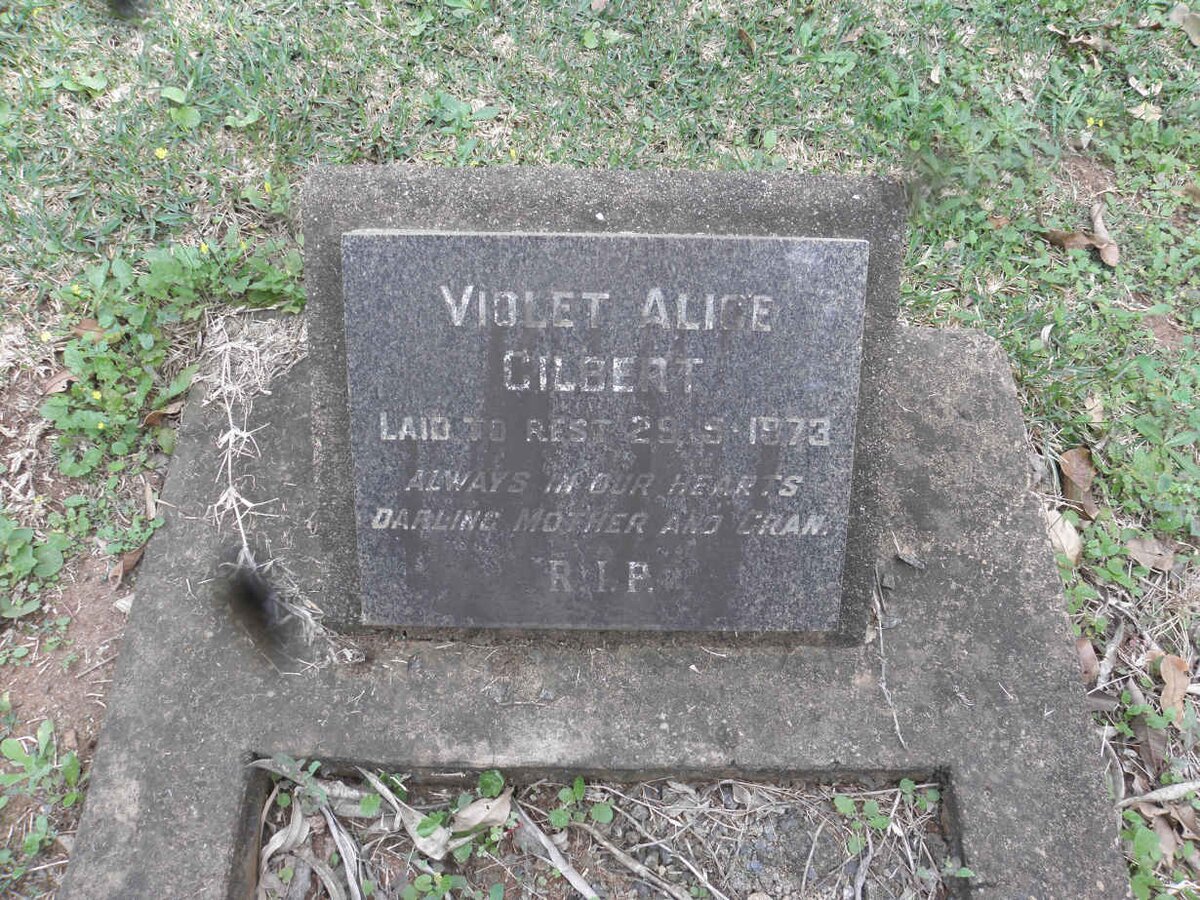 VIOLET ALICE
GILBERT
LAID TO REST 29.5.1973
ALWAYS IN OUR HEARTS
DARLING MOTHER AND GRAN.
R.I.P.